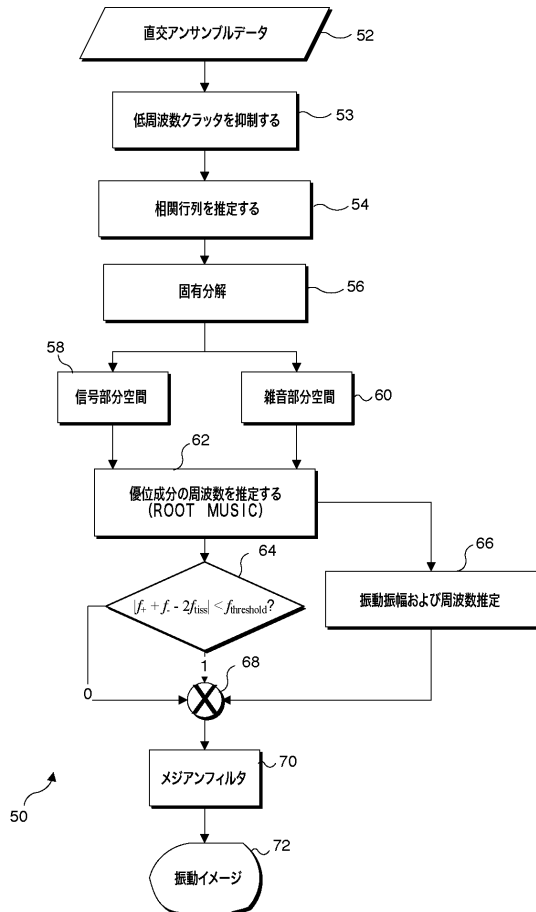 直交アンサンブルデータ
52
低周波数クラッタを抑制する
53
相関行列を推定する
54
固有分解
56
58
信号部分空間
雑音部分空間
60
62
優位成分の周波数を推定する
(ROOT MUSIC)
64
|f+ + f- - 2ftiss| < fthreshold?
66
振動振幅および周波数推定
0
1
68
メジアンフィルタ
70
50
72
振動イメージ